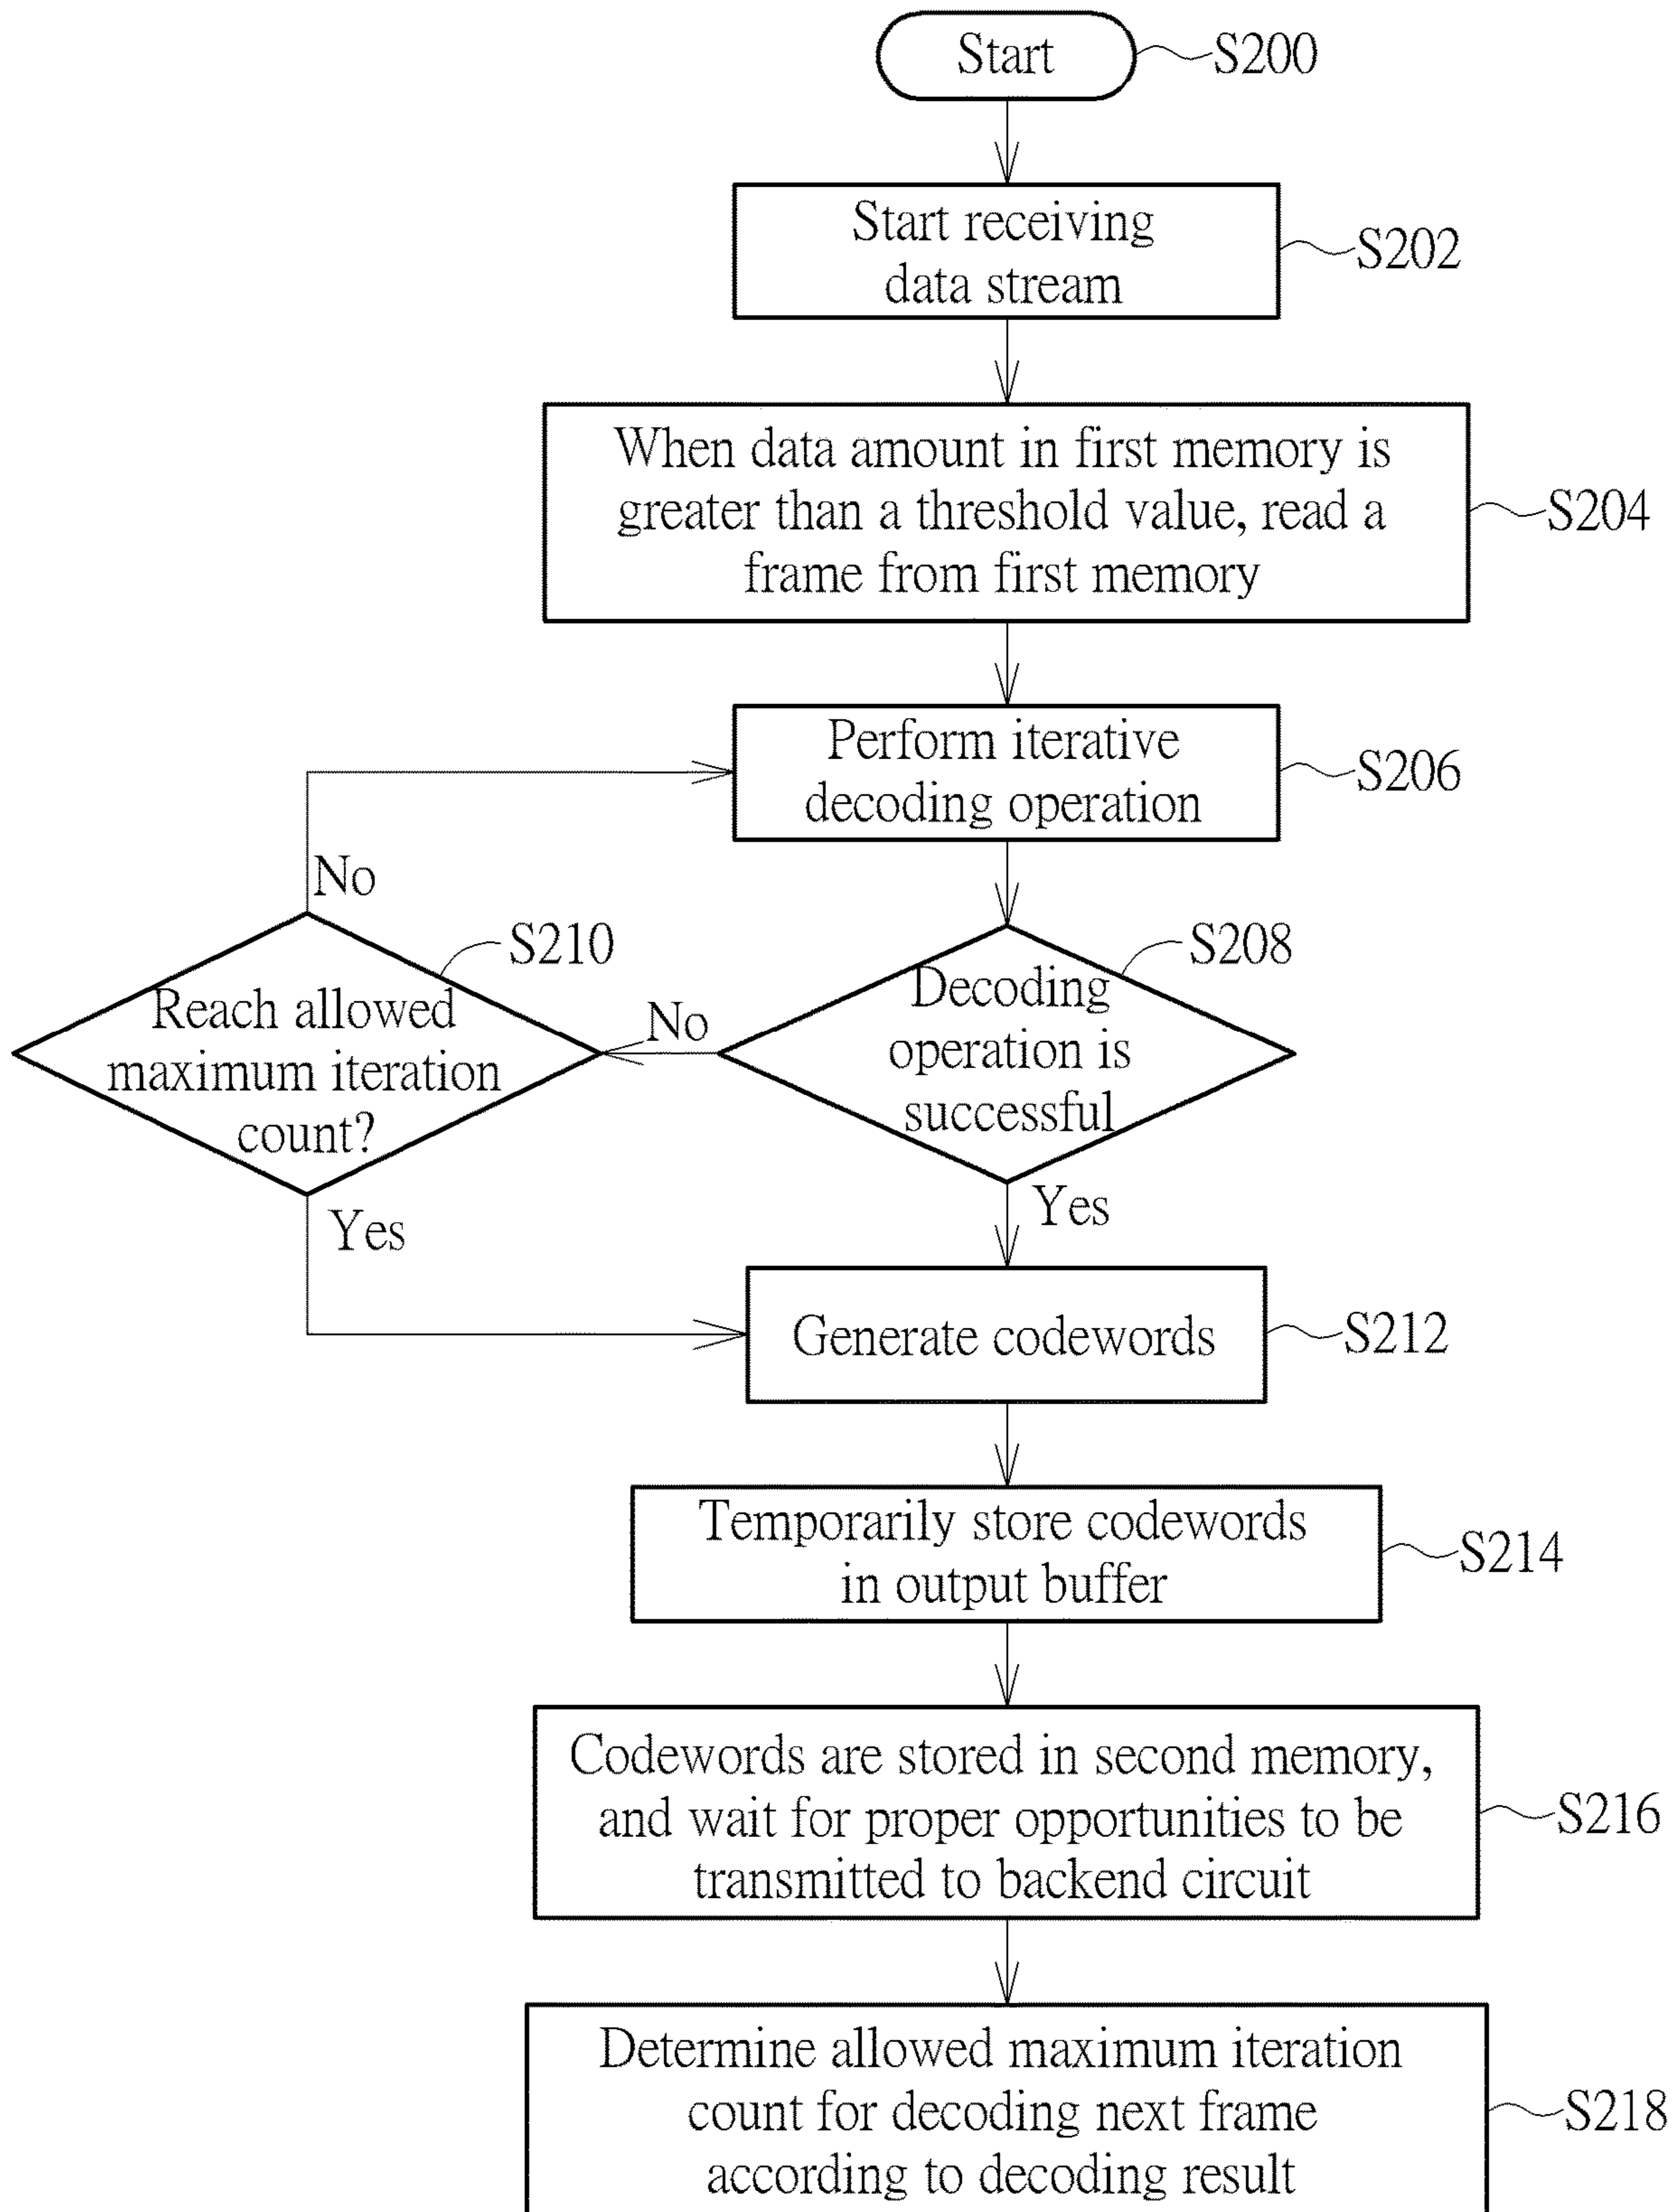 Start
S200
Start receiving
data stream
S202
When data amount in first memory is
greater than a threshold value, read a
frame from first memory
S204
Perform iterative
decoding operation
S206
No
S210
Reach allowed
maximum iteration
count?
No
S208
Decoding
operation is
successful
Yes
Yes
Generate codewords
S212
Temporarily store codewords
in output buffer
S214
Codewords are stored in second memory,
and wait for proper opportunities to be
transmitted to backend circuit
S216
Determine allowed maximum iteration
count for decoding next frame
according to decoding result
S218